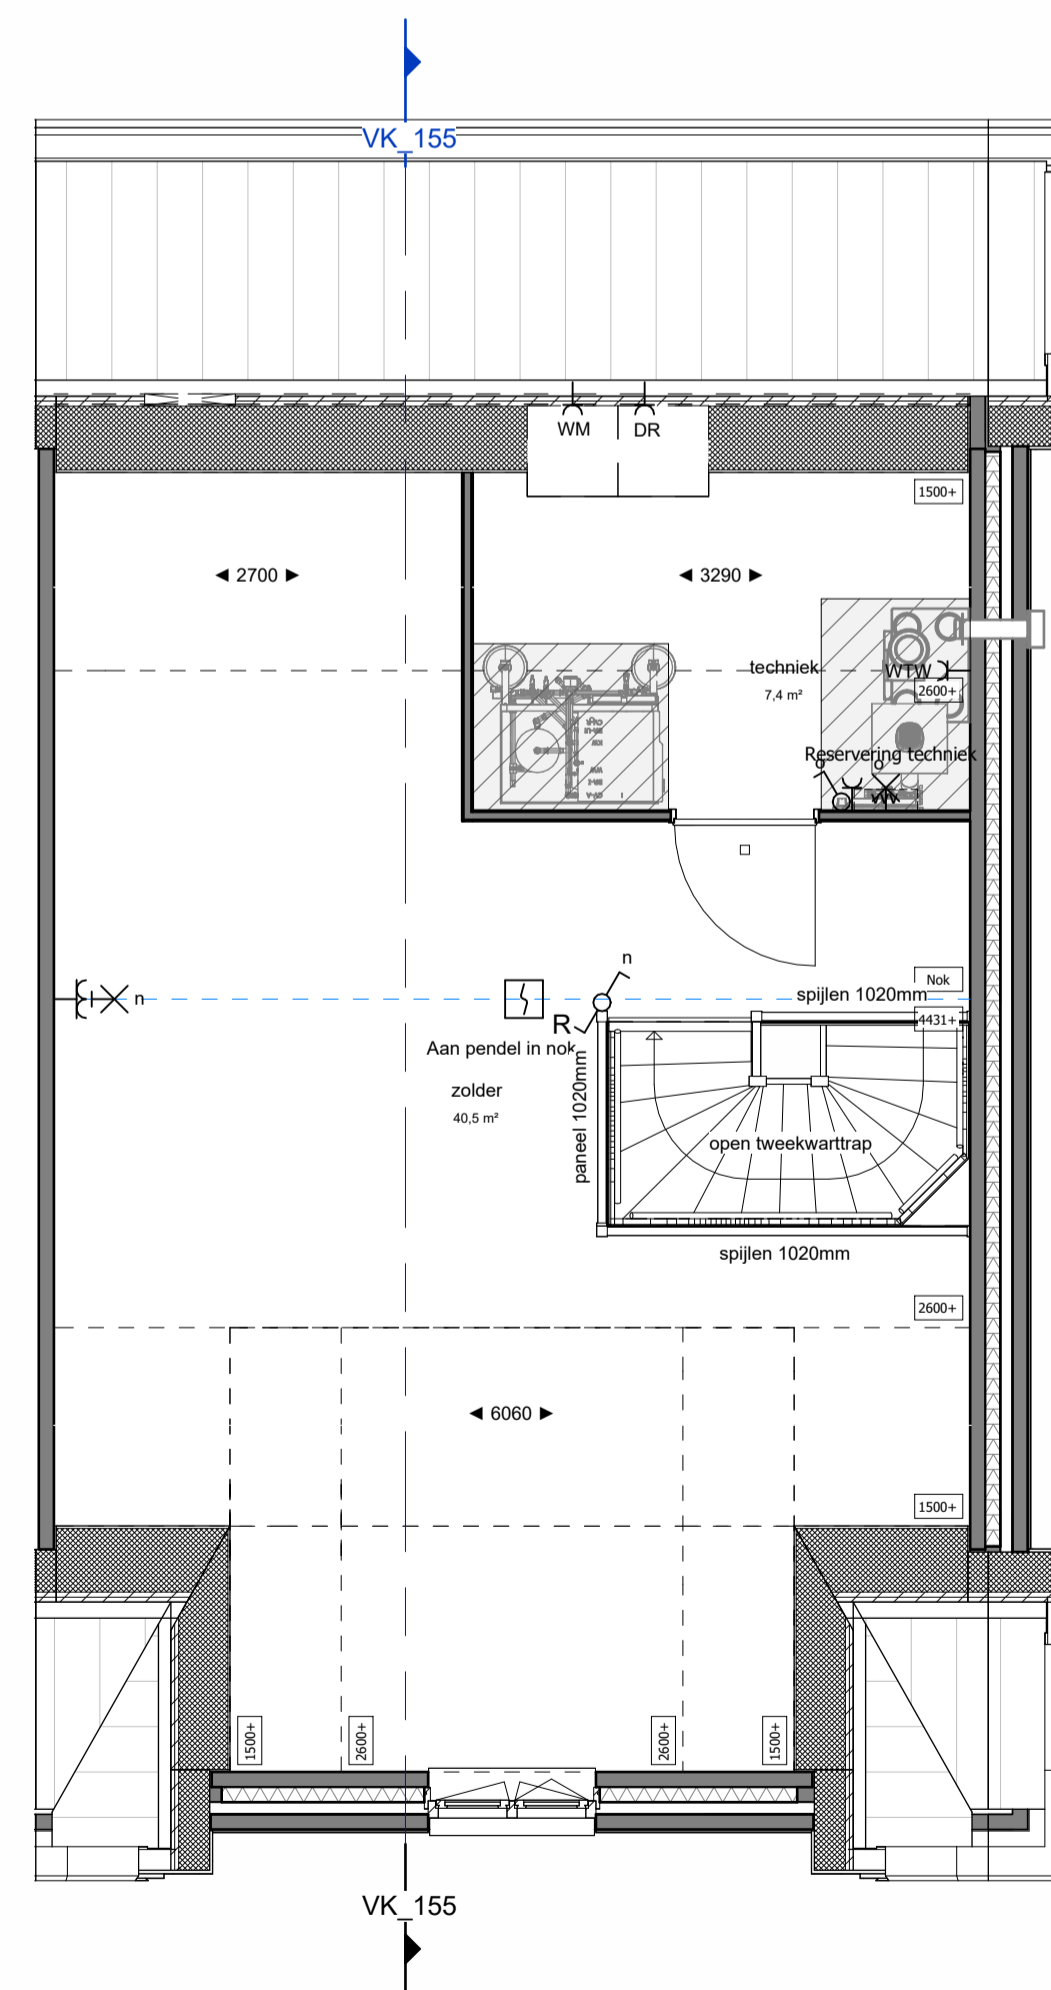 VK_155
WM
DR
1500+
2700
3290
techniek
7,4 m²
WTW
2600+
Reservering techniek
n
n
Nok
spijlen 1020mm
4431+
R
Aan pendel in nok
zolder
40,5 m²
paneel 1020mm
open tweekwarttrap
spijlen 1020mm
2600+
6060
1500+
1500+
2600+
2600+
1500+
VK_155